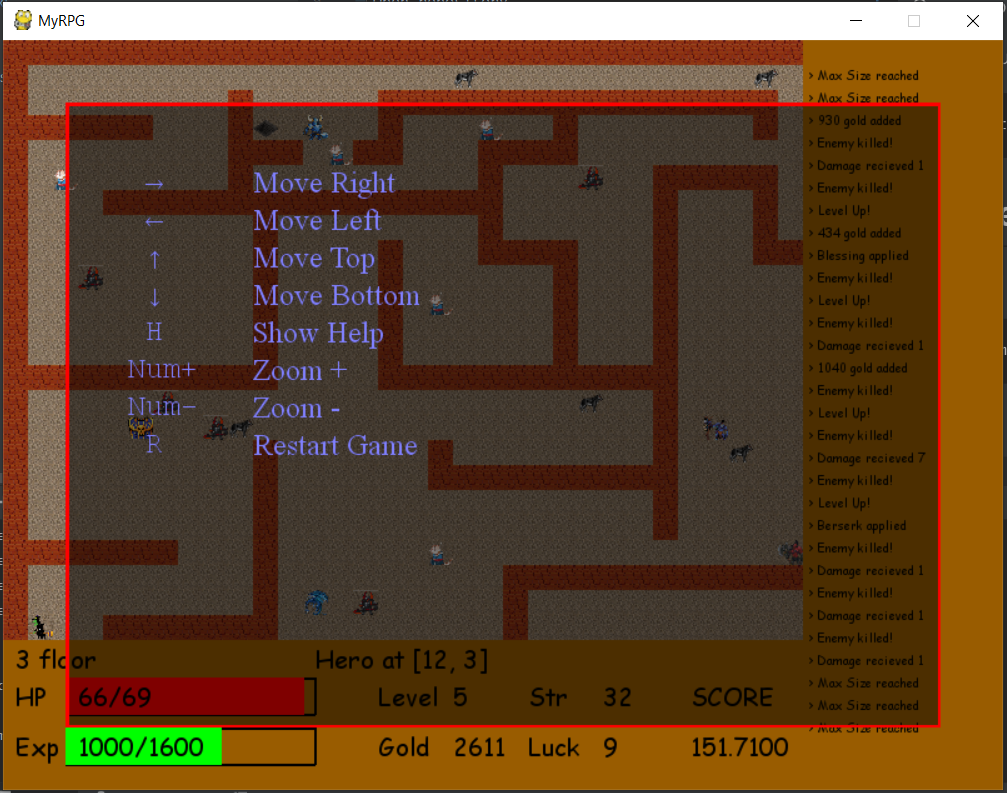 MyRPG
> Max Size reached
> Max Size reached
> 930 gold added
> Enemy killed!
> Damage recieved 1
> Enemy killed!
> Level Up!
> 434 gold added
> Blessing applied
> Enemy killed!
> Level Up!
> Enemy killed!
> Damage recieved 1
> 1040 gold added
> Enemy killed!
> Level Up!
> Enemy killed!
> Damage recieved 7
> Enemy killed!
> Level Up!
> Berserk applied
> Enemy killed!
> Damage recieved 1
> Enemy killed!
> Damage recieved 1
> Enemy killed!
> Damage recieved 1
> Max Size reached
> Max Size reached
> Max Size reached
→ Move Right
← Move Left
↑ Move Top
↓ Move Bottom
H Show Help
Num+ Zoom +
Num- Zoom -
R Restart Game
3 floor Hero at [12, 3]
HP 66/69 Level 5 Str 32 SCORE
Exp 1000/1600 Gold 2611 Luck 9 151.7100